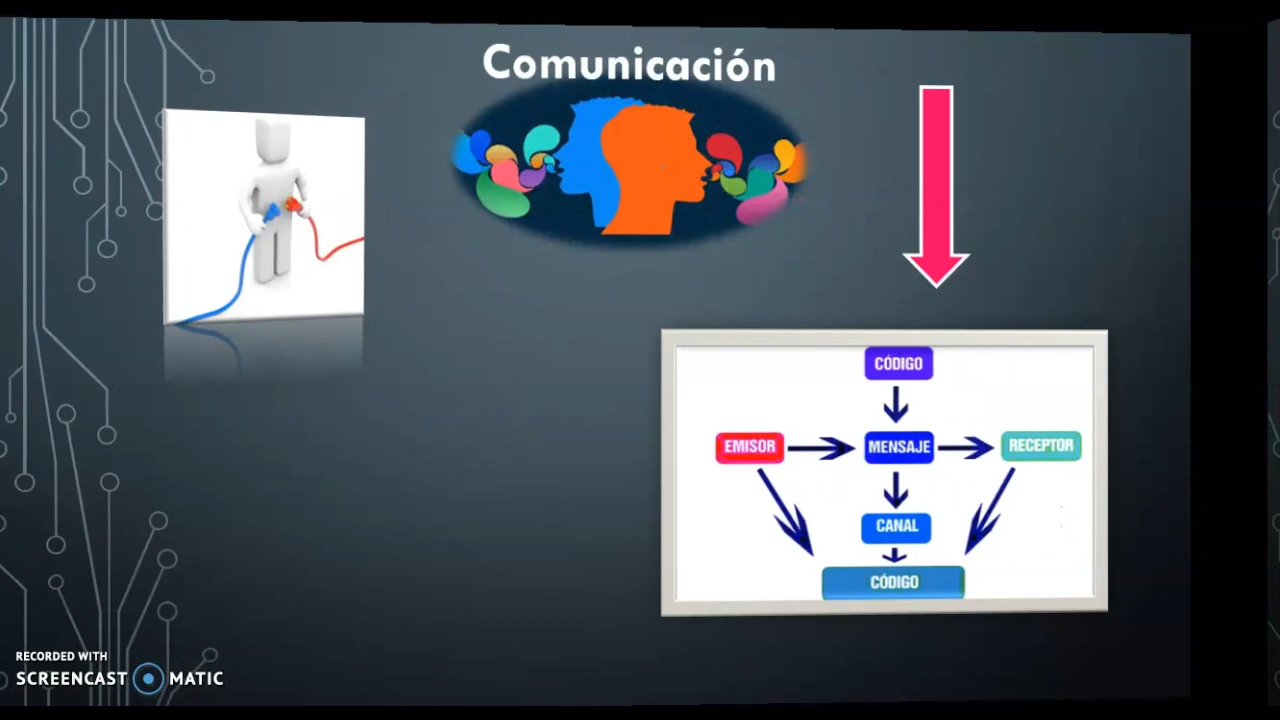 Comunicación
CÓDIGO
EMISOR
MENSAJE
RECEPTOR
CANAL
CÓDIGO
RECORDED WITH
SCREENCAST MATIC